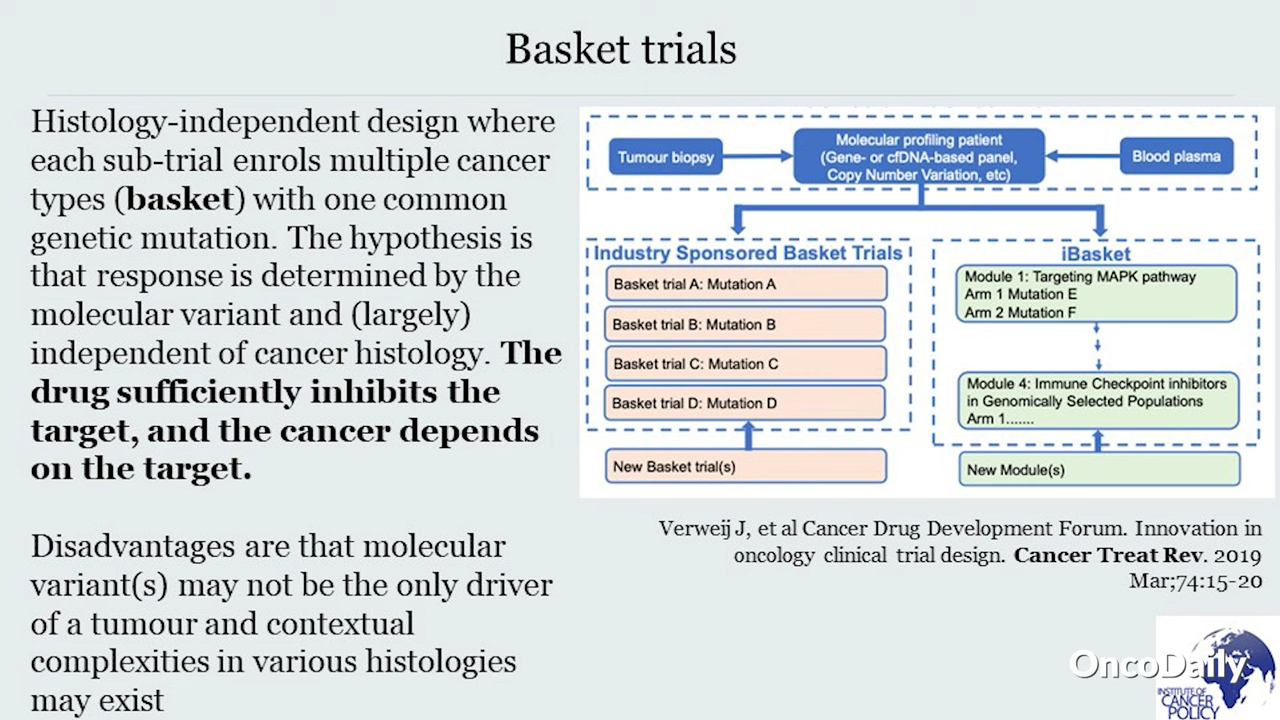 Basket trials
Histology-independent design where
each sub-trial enrols multiple cancer
types (basket) with one common
genetic mutation. The hypothesis is
that response is determined by the
molecular variant and (largely)
independent of cancer histology. The
drug sufficiently inhibits the
target, and the cancer depends
on the target.
Disadvantages are that molecular
variant(s) may not be the only driver
of a tumour and contextual
complexities in various histologies
may exist
Tumour biopsy
Molecular profiling patient
(Gene- or cfDNA-based panel,
Copy Number Variation, etc)
Blood plasma
Industry Sponsored Basket Trials
Basket trial A: Mutation A
Basket trial B: Mutation B
Basket trial C: Mutation C
Basket trial D: Mutation D
New Basket trial(s)
iBasket
Module 1: Targeting MAPK pathway
Arm 1 Mutation E
Arm 2 Mutation F
Module 4: Immune Checkpoint inhibitors
in Genomically Selected Populations
Arm 1.......
New Module(s)
Verweij J, et al Cancer Drug Development Forum. Innovation in
oncology clinical trial design. Cancer Treat Rev. 2019
Mar;74:15-20
OncoDaily
INSTITUTE OF
CANCER
POLICY